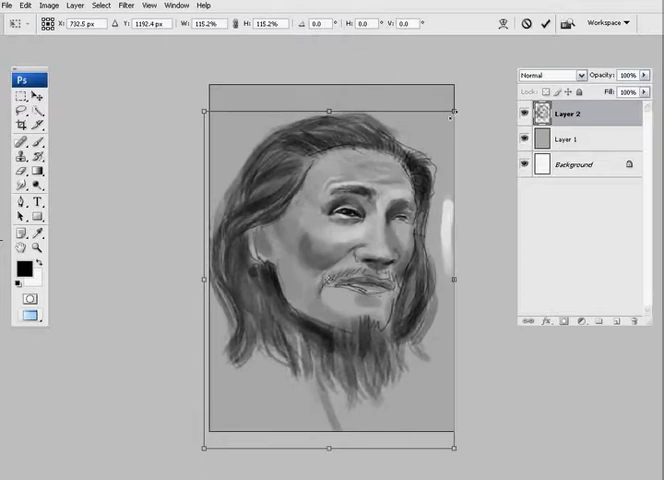 File Edit Image Layer Select Filter View Window Help
X: 732.5 px Y: 1192.4 px W: 115.2% H: 115.2% 0.0 ° H: 0.0 ° V: 0.0 ° Workspace
Ps
Normal Opacity: 100%
Lock: Fill: 100%
Layer 2
Layer 1
Background
T
fx